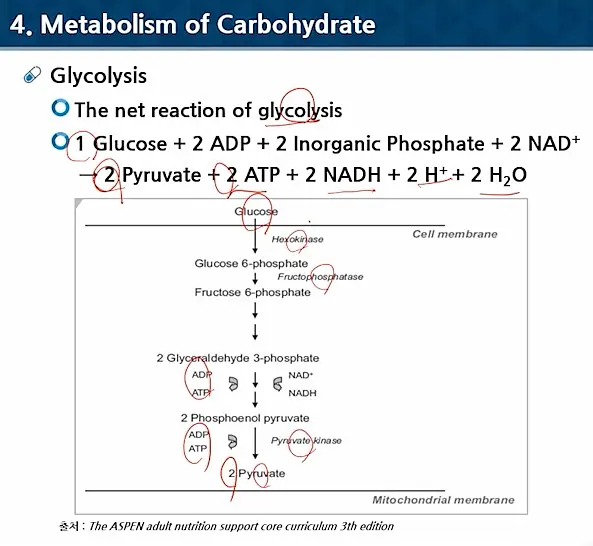 4. Metabolism of Carbohydrate
Glycolysis
The net reaction of glycolysis
1 Glucose + 2 ADP + 2 Inorganic Phosphate + 2 NAD⁺
→ 2 Pyruvate + 2 ATP + 2 NADH + 2 H⁺ + 2 H₂O
Glucose
Cell membrane
Hexokinase
Glucose 6-phosphate
Fructophosphatase
Fructose 6-phosphate
2 Glyceraldehyde 3-phosphate
ADP NAD⁺
ATP NADH
2 Phosphoenol pyruvate
ADP
Pyruvate kinase
ATP
2 Pyruvate
Mitochondrial membrane
출처 : The ASPEN adult nutrition support core curriculum 3th edition